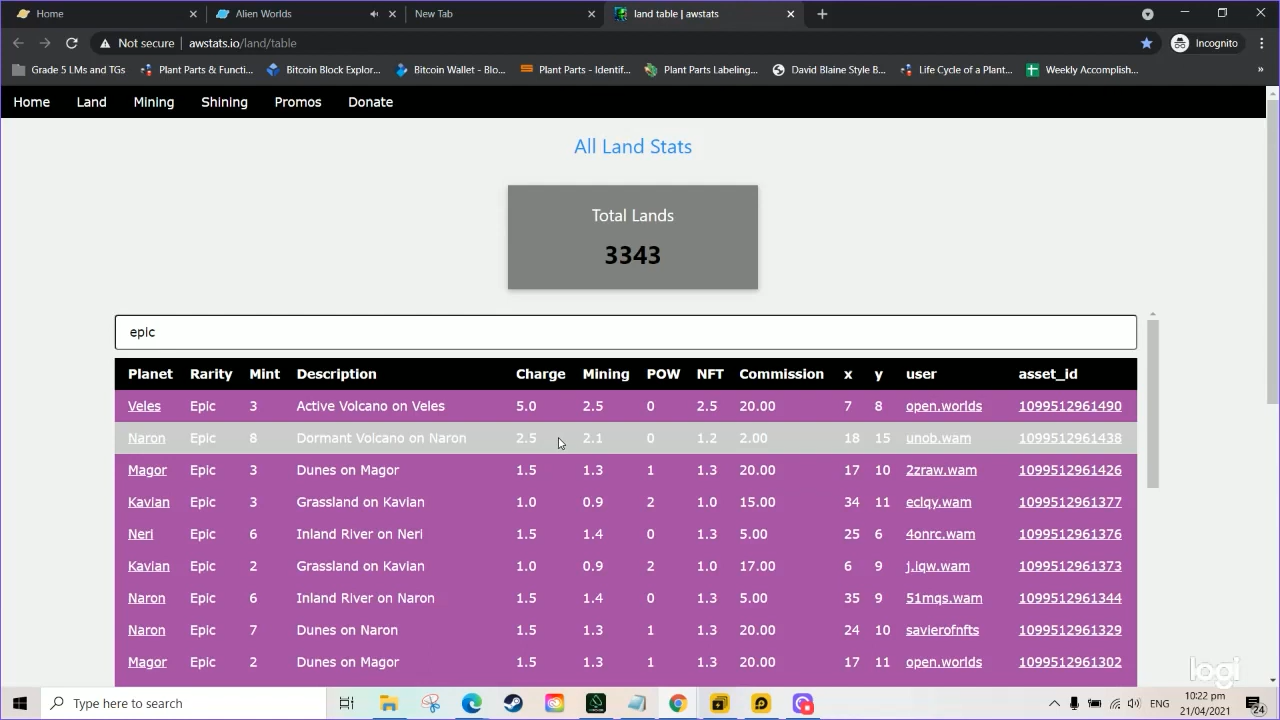 Home
Alien Worlds
New Tab
land table | awstats
Not secure | awstats.io/land/table
Incognito
Grade 5 LMs and TGs
Plant Parts & Functi...
Bitcoin Block Explor...
Bitcoin Wallet - Blo...
Plant Parts - Identif...
Plant Parts Labeling...
David Blaine Style B...
Life Cycle of a Plant...
Weekly Accomplish...
»
Home Land Mining Shining Promos Donate
All Land Stats
Total Lands
3343
epic
Planet Rarity Mint Description Charge Mining POW NFT Commission x y user asset_id
Veles Epic 3 Active Volcano on Veles 5.0 2.5 0 2.5 20.00 7 8 open.worlds 1099512961490
Naron Epic 8 Dormant Volcano on Naron 2.5 2.1 0 1.2 2.00 18 15 unob.wam 1099512961438
Magor Epic 3 Dunes on Magor 1.5 1.3 1 1.3 20.00 17 10 2zraw.wam 1099512961426
Kavian Epic 3 Grassland on Kavian 1.0 0.9 2 1.0 15.00 34 11 eclqy.wam 1099512961377
Neri Epic 6 Inland River on Neri 1.5 1.4 0 1.3 5.00 25 6 4onrc.wam 1099512961376
Kavian Epic 2 Grassland on Kavian 1.0 0.9 2 1.0 17.00 6 9 j.iqw.wam 1099512961373
Naron Epic 6 Inland River on Naron 1.5 1.4 0 1.3 5.00 35 9 51mqs.wam 1099512961344
Naron Epic 7 Dunes on Naron 1.5 1.3 1 1.3 20.00 24 10 savierofnfts 1099512961329
Magor Epic 2 Dunes on Magor 1.5 1.3 1 1.3 20.00 17 11 open.worlds 1099512961302
logi
Type here to search
ENG
10:22 pm
21/04/2021
24